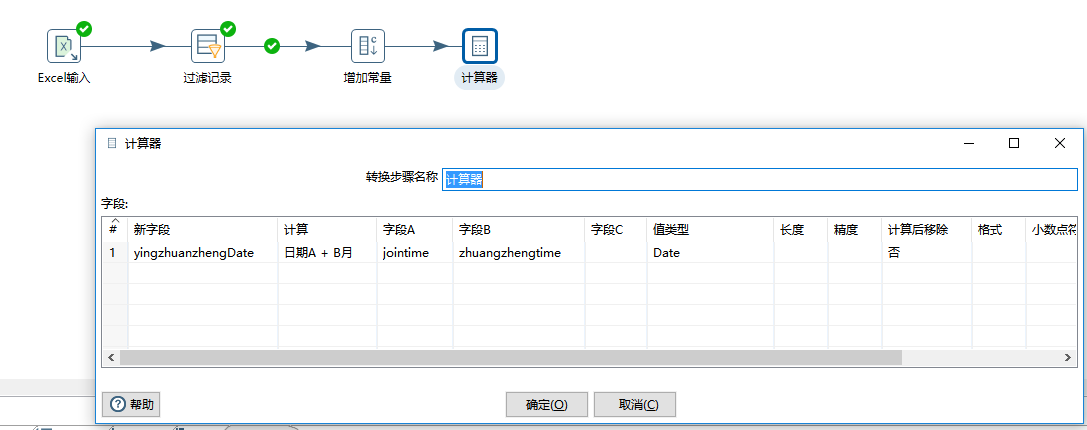 Excel输入 过滤记录 增加常量 计算器
计算器
转换步骤名称 计算器
字段:
# 新字段 计算 字段A 字段B 字段C 值类型 长度 精度 计算后移除 格式 小数点符
1 yingzhuanzhengDate 日期A + B月 jointime zhuangzhengtime Date 否
帮助 确定(O) 取消(C)